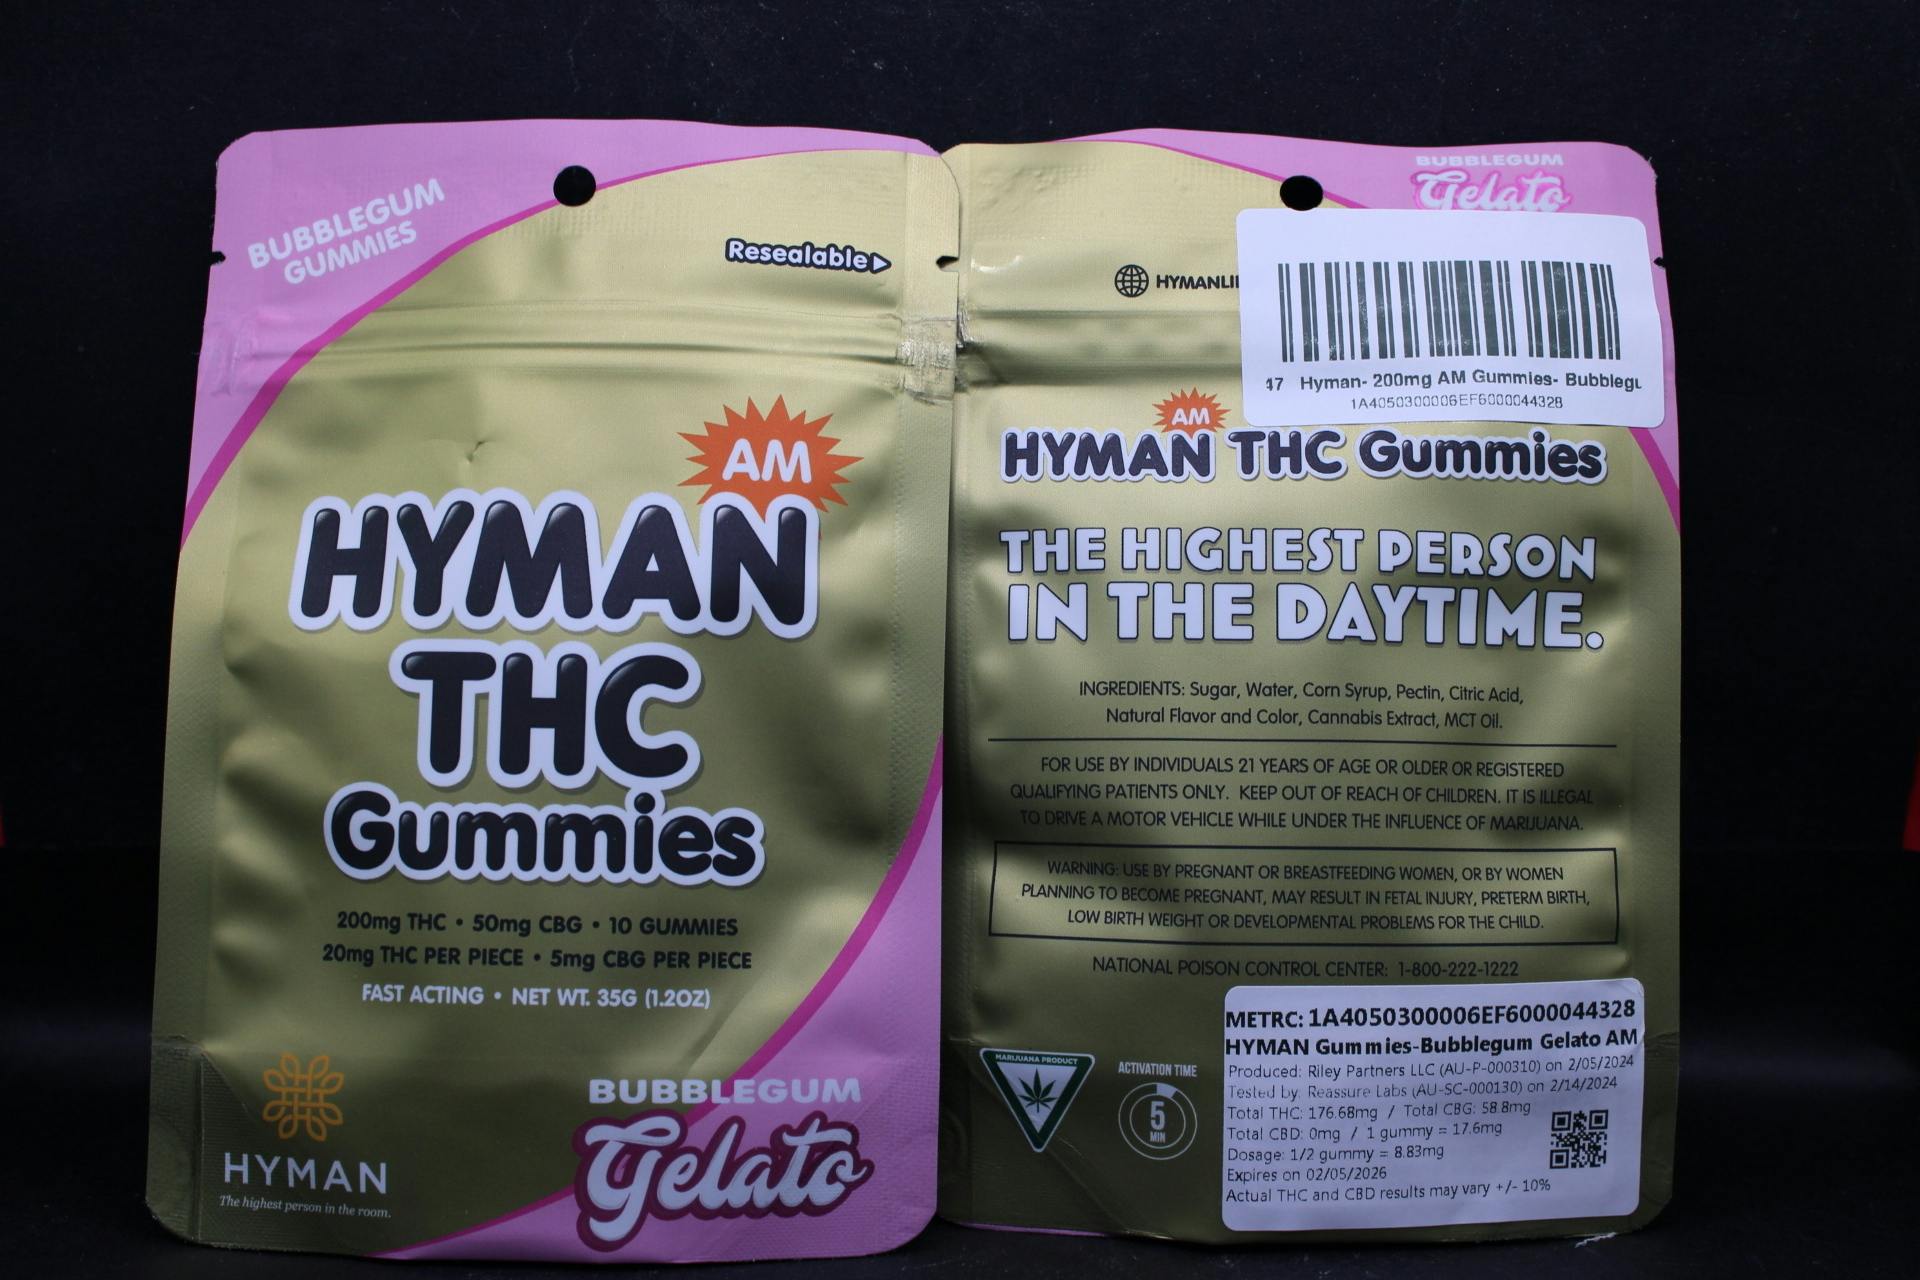 BUBBLEGUM
GUMMIES
Resealable
AM
HYMAN
THC
Gummies
200mg THC • 50mg CBG • 10 GUMMIES
20mg THC PER PIECE • 5mg CBG PER PIECE
FAST ACTING • NET WT. 35G (1.2OZ)
HYMAN
The highest person in the room.
BUBBLEGUM
Gelato
BUBBLEGUM
Gelato
HYMANLI
47 Hyman- 200mg AM Gummies- Bubblegu
1A4050300006EF6000044328
AM
HYMAN THC Gummies
THE HIGHEST PERSON
IN THE DAYTIME.
INGREDIENTS: Sugar, Water, Corn Syrup, Pectin, Citric Acid,
Natural Flavor and Color, Cannabis Extract, MCT Oil.
FOR USE BY INDIVIDUALS 21 YEARS OF AGE OR OLDER OR REGISTERED
QUALIFYING PATIENTS ONLY. KEEP OUT OF REACH OF CHILDREN. IT IS ILLEGAL
TO DRIVE A MOTOR VEHICLE WHILE UNDER THE INFLUENCE OF MARIJUANA.
WARNING: USE BY PREGNANT OR BREASTFEEDING WOMEN, OR BY WOMEN
PLANNING TO BECOME PREGNANT, MAY RESULT IN FETAL INJURY, PRETERM BIRTH,
LOW BIRTH WEIGHT OR DEVELOPMENTAL PROBLEMS FOR THE CHILD.
NATIONAL POISON CONTROL CENTER: 1-800-222-1222
MARIJUANA PRODUCT
ACTIVATION TIME
5
MIN
METRC: 1A4050300006EF6000044328
HYMAN Gummies-Bubblegum Gelato AM
Produced: Riley Partners LLC (AU-P-000310) on 2/05/2024
Tested by: Reassure Labs (AU-SC-000130) on 2/14/2024
Total THC: 176.68mg / Total CBG: 58.8mg
Total CBD: 0mg / 1 gummy = 17.6mg
Dosage: 1/2 gummy = 8.83mg
Expires on 02/05/2026
Actual THC and CBD results may vary +/- 10%